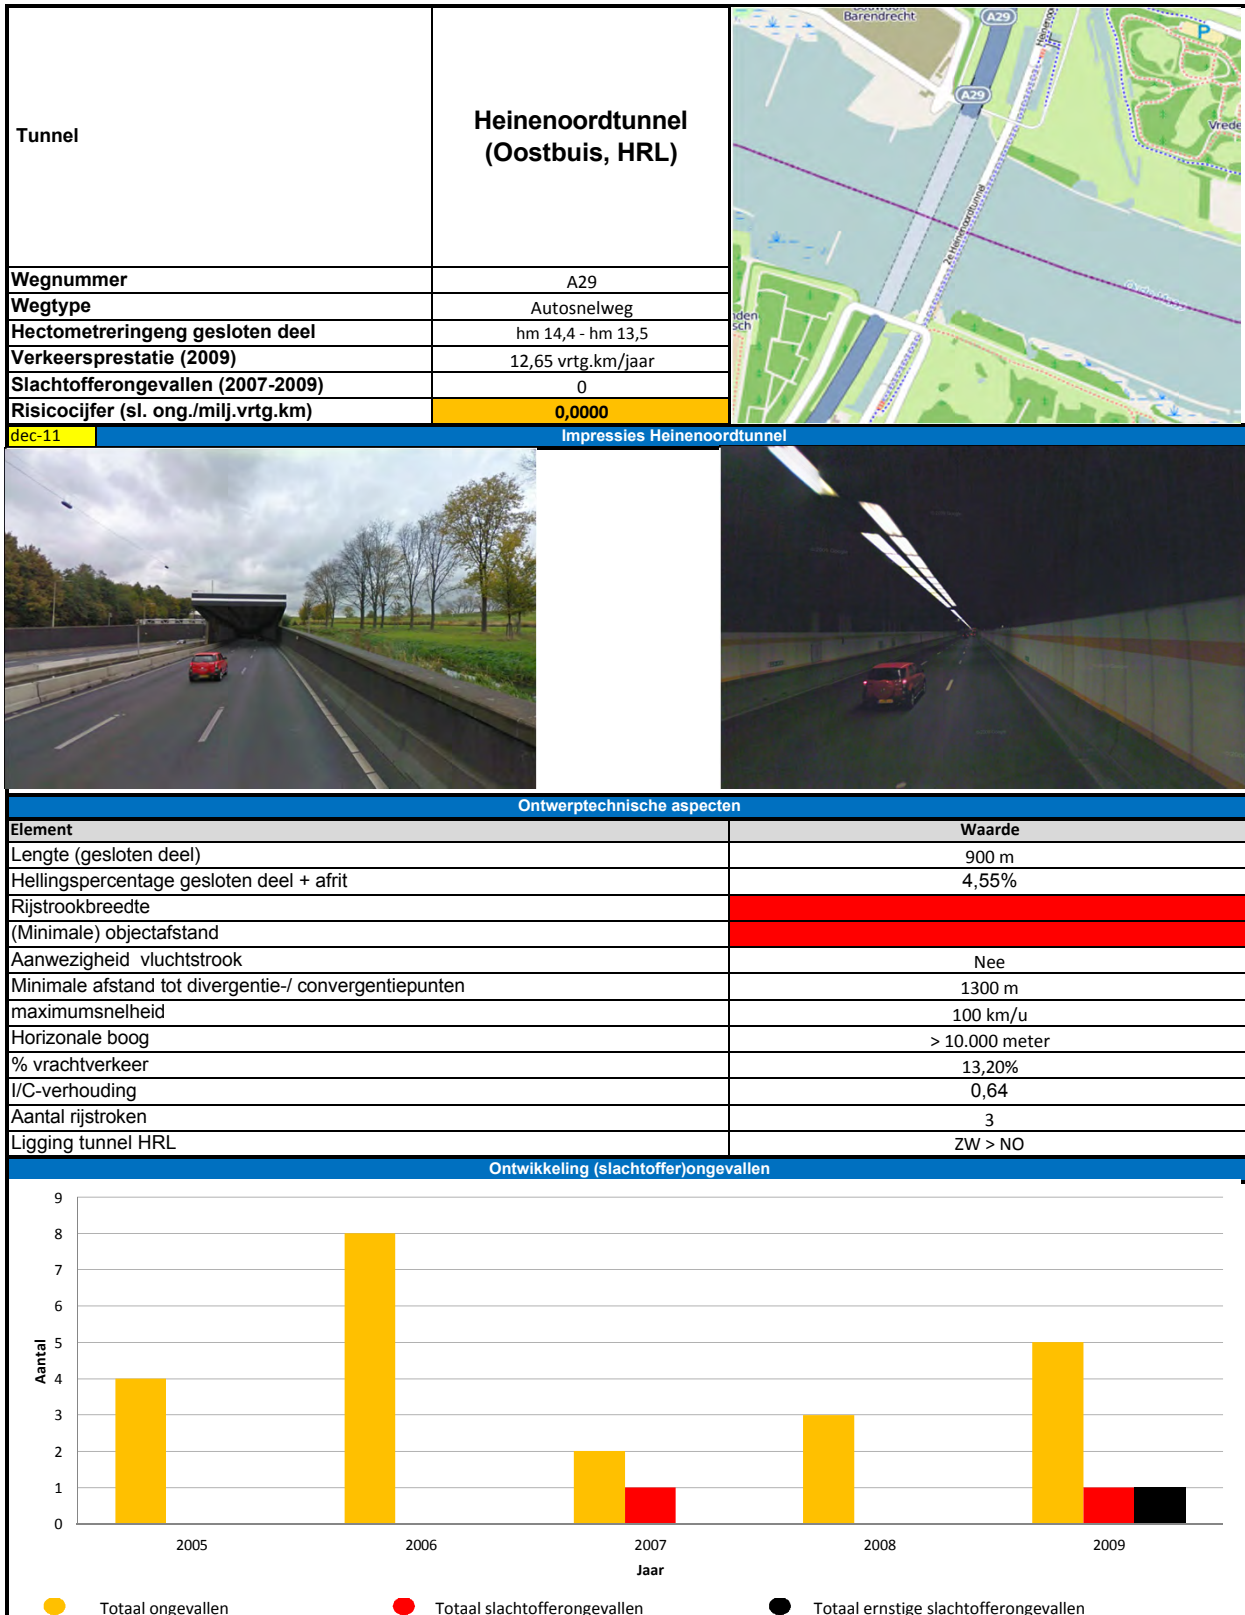 Tunnel
Heinenoordtunnel
(Oostbuis, HRL)
Barendrecht
A29
A29
P
Vrede
2e Heinenoordtunnel
nden
sch
Wegnummer
A29
Wegtype
Autosnelweg
Hectometreringeng gesloten deel
hm 14,4 - hm 13,5
Verkeersprestatie (2009)
12,65 vrtg.km/jaar
Slachtofferongevallen (2007-2009)
0
Risicocijfer (sl. ong./milj.vrtg.km)
0,0000
dec-11
Impressies Heinenoordtunnel
Ontwerptechnische aspecten
Element
Waarde
Lengte (gesloten deel)
900 m
Hellingspercentage gesloten deel + afrit
4,55%
Rijstrookbreedte
(Minimale) objectafstand
Aanwezigheid vluchtstrook
Nee
Minimale afstand tot divergentie-/ convergentiepunten
1300 m
maximumsnelheid
100 km/u
Horizonale boog
> 10.000 meter
% vrachtverkeer
13,20%
I/C-verhouding
0,64
Aantal rijstroken
3
Ligging tunnel HRL
ZW > NO
Ontwikkeling (slachtoffer)ongevallen
9
8
7
6
5
4
3
2
1
0
Aantal
2005
2006
2007
2008
2009
Jaar
Totaal ongevallen
Totaal slachtofferongevallen
Totaal ernstige slachtofferongevallen